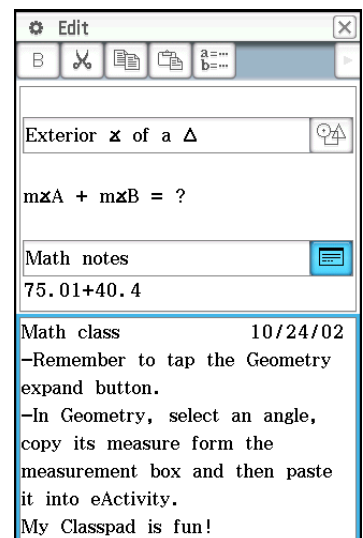 Edit
B a=--- b=---
Exterior ∡ of a Δ
m∡A + m∡B = ?
Math notes
75.01+40.4
Math class 10/24/02
−Remember to tap the Geometry
expand button.
−In Geometry, select an angle,
copy its measure form the
measurement box and then paste
it into eActivity.
My Classpad is fun!